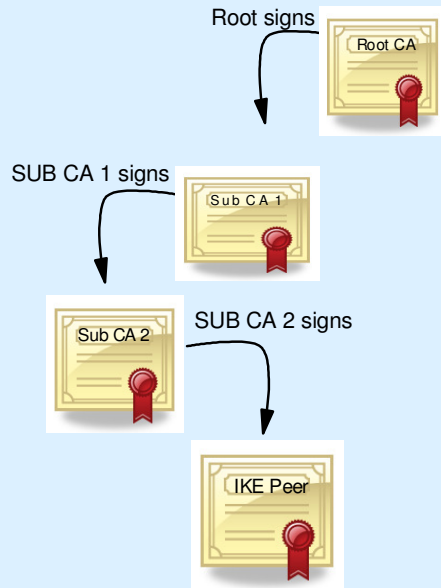 Root signs
Root CA
SUB CA 1 signs
Sub CA 1
Sub CA 2
SUB CA 2 signs
IKE Peer